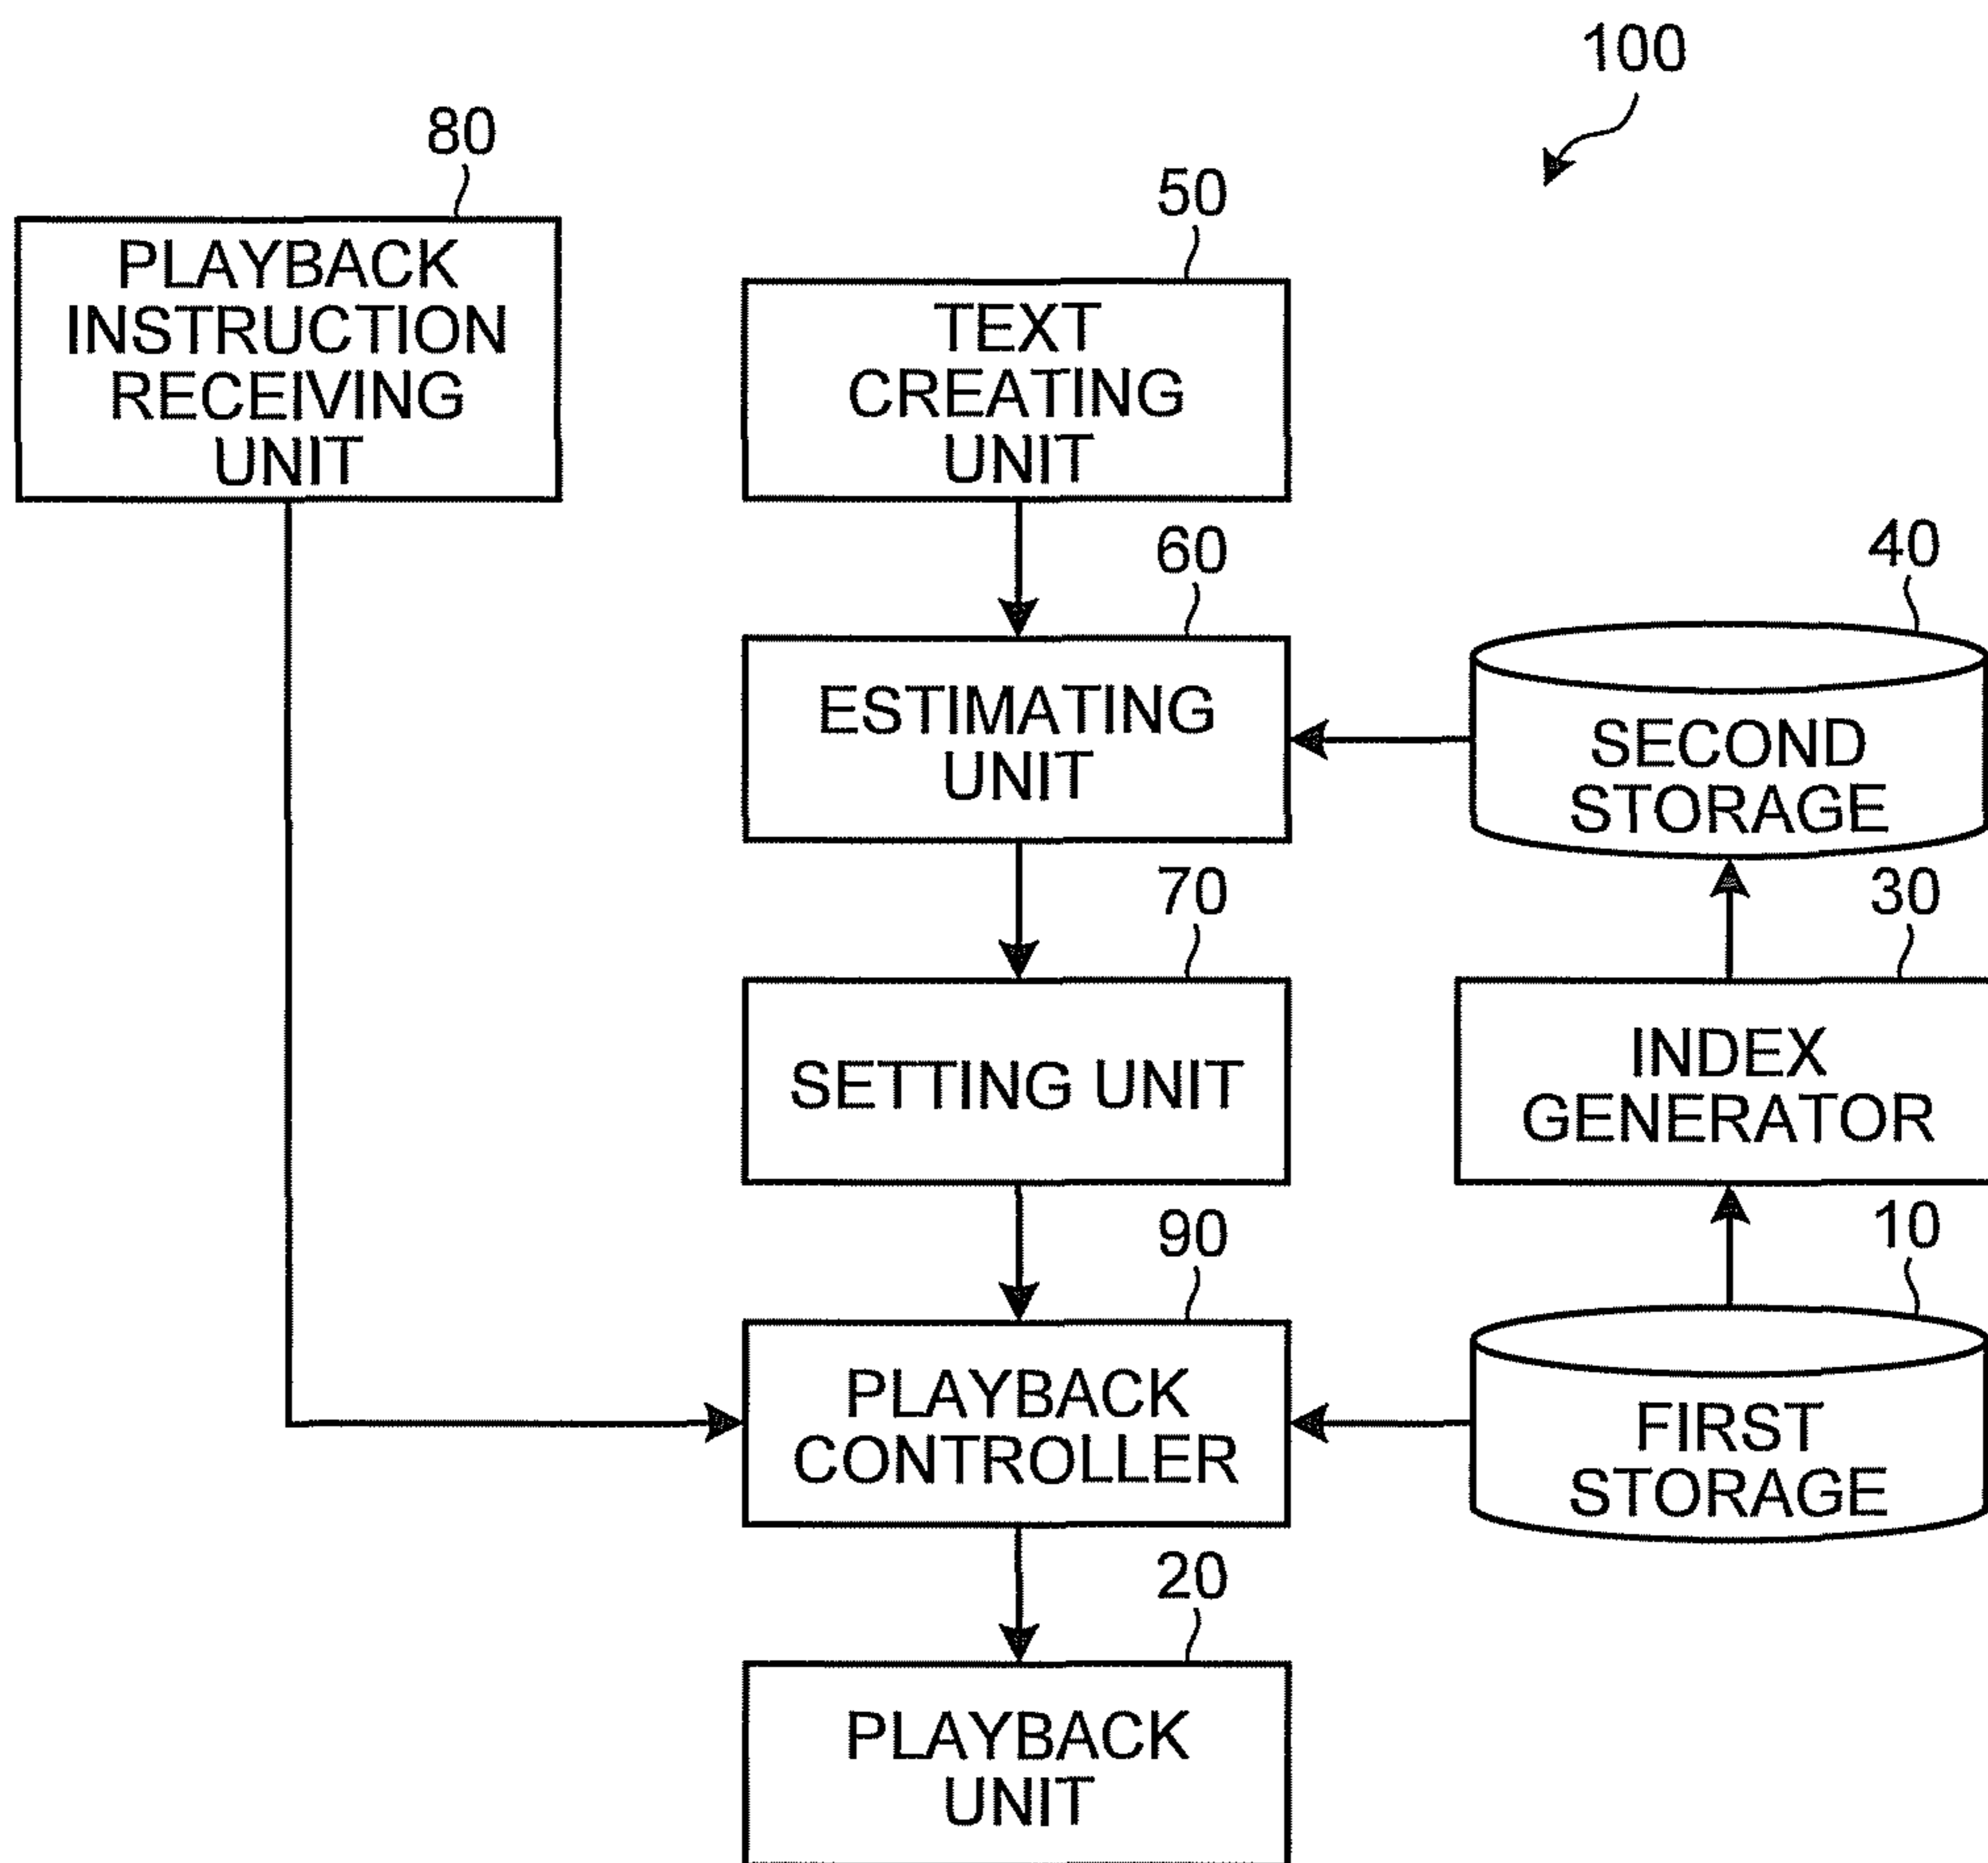 100
80
PLAYBACK
INSTRUCTION
RECEIVING
UNIT
50
TEXT
CREATING
UNIT
60
ESTIMATING
UNIT
40
SECOND
STORAGE
70
SETTING UNIT
30
INDEX
GENERATOR
90
PLAYBACK
CONTROLLER
10
FIRST
STORAGE
20
PLAYBACK
UNIT